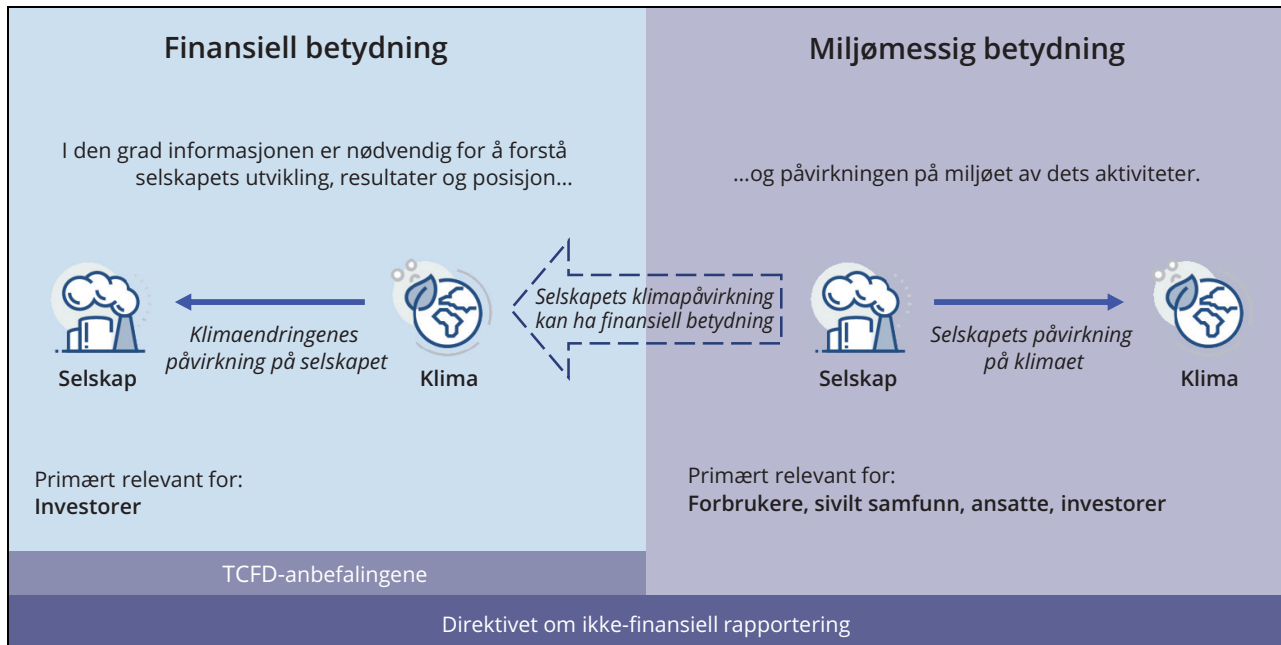 Finansiell betydning
Miljømessig betydning
I den grad informasjonen er nødvendig for å forstå
selskapets utvikling, resultater og posisjon...
...og påvirkningen på miljøet av dets aktiviteter.
Selskap
Klimaendringenes
påvirkning på selskapet
Klima
Selskapets klimapåvirkning
kan ha finansiell betydning
Selskap
Selskapets påvirkning
på klimaet
Klima
Primært relevant for:
Investorer
Primært relevant for:
Forbrukere, sivilt samfunn, ansatte, investorer
TCFD-anbefalingene
Direktivet om ikke-finansiell rapportering